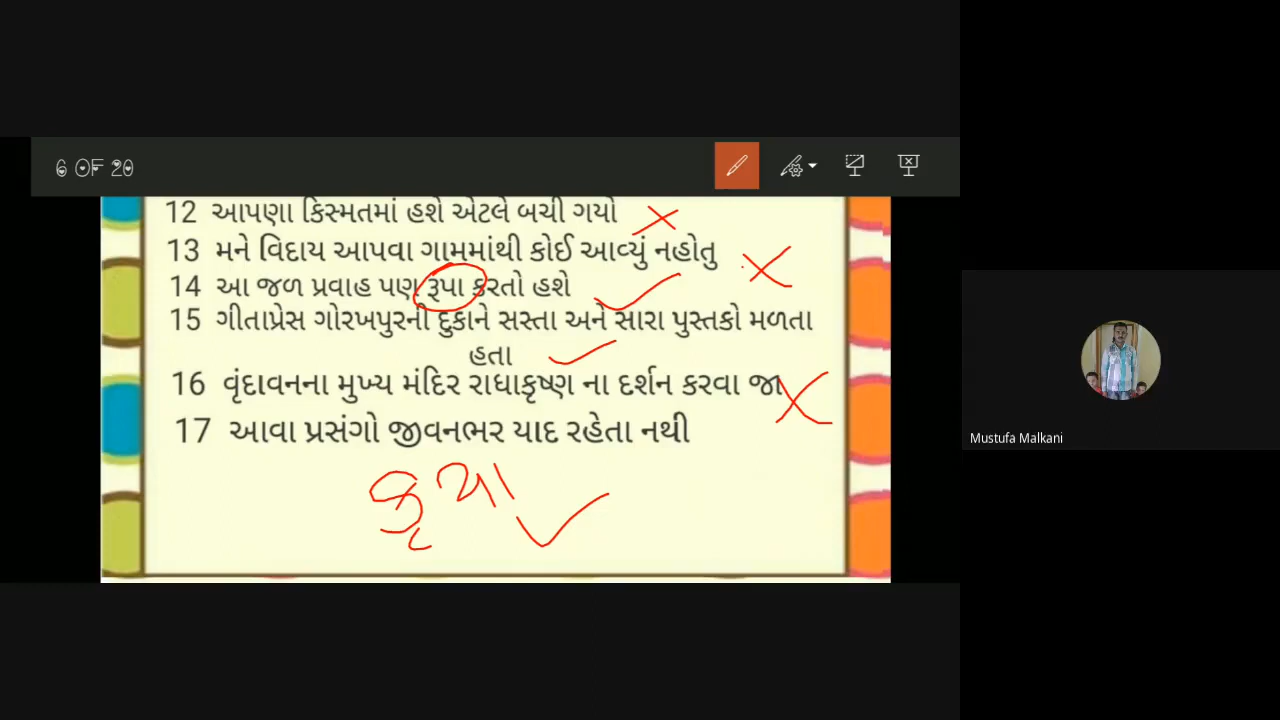 6 OF 20
12 આપણા કિસ્મતમાં હશે એટલે બચી ગયો
13 મને વિદાય આપવા ગામમાંથી કોઈ આવ્યું નહોતુ
14 આ જળ પ્રવાહ પણ રૂપા કરતો હશે
15 ગીતાપ્રેસ ગોરખપુરની દુકાને સસ્તા અને સારા પુસ્તકો મળતા
હતા
16 વૃંદાવનના મુખ્ય મંદિર રાધાકૃષ્ણ ના દર્શન કરવા જા
17 આવા પ્રસંગો જીવનભર યાદ રહેતા નથી
Mustufa Malkani